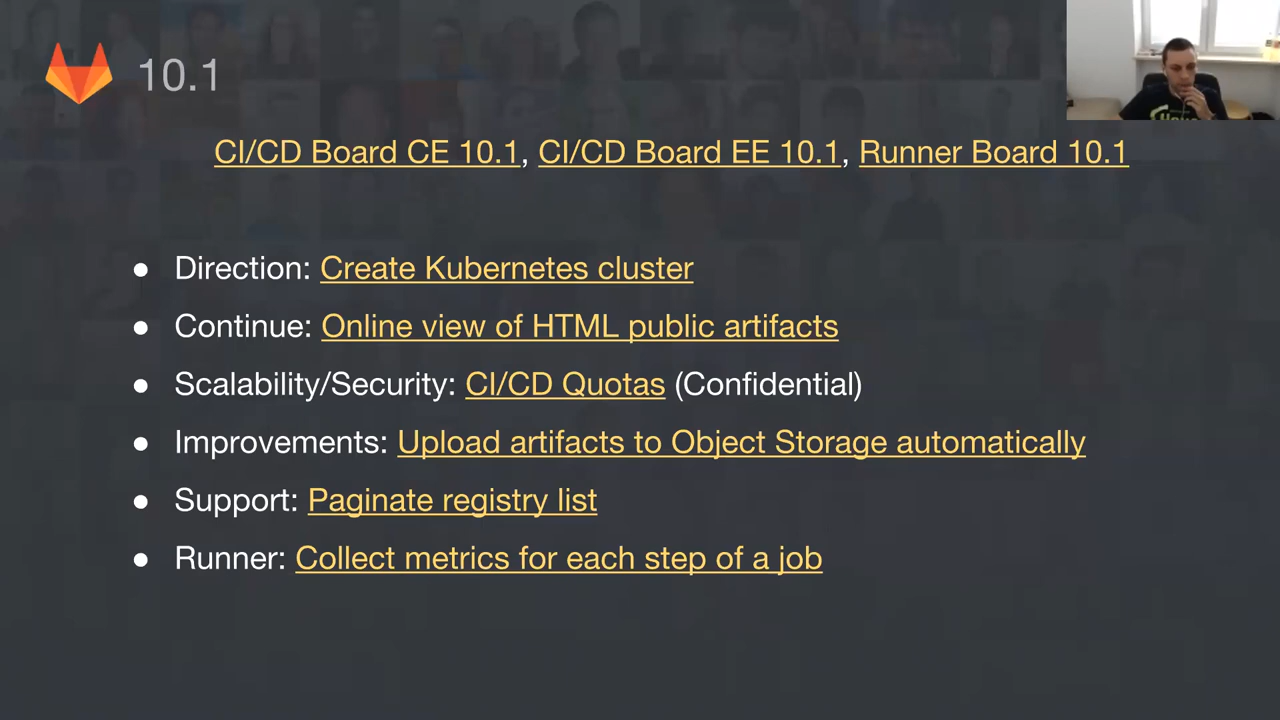 10.1
CI/CD Board CE 10.1, CI/CD Board EE 10.1, Runner Board 10.1
● Direction: Create Kubernetes cluster
● Continue: Online view of HTML public artifacts
● Scalability/Security: CI/CD Quotas (Confidential)
● Improvements: Upload artifacts to Object Storage automatically
● Support: Paginate registry list
● Runner: Collect metrics for each step of a job